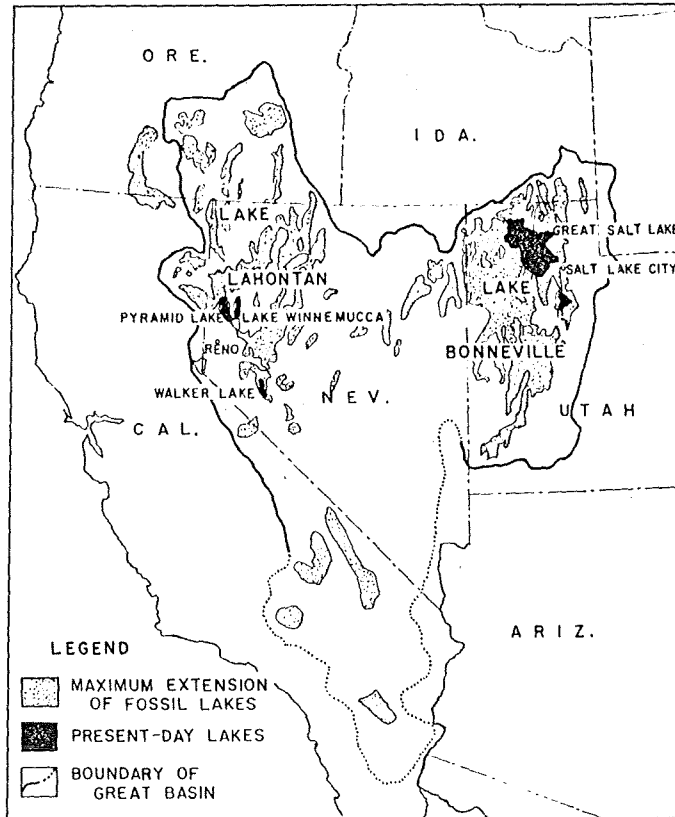 ORE.
IDA.
LAKE
GREAT SALT LAKE
LAHONTAN
SALT LAKE CITY
LAKE
PYRAMID LAKE
LAKE WINNEMUCCA
RENO
BONNEVILLE
WALKER LAKE
NEV.
UTAH
CAL.
ARIZ.
LEGEND
MAXIMUM EXTENSION
OF FOSSIL LAKES
PRESENT-DAY LAKES
BOUNDARY OF
GREAT BASIN